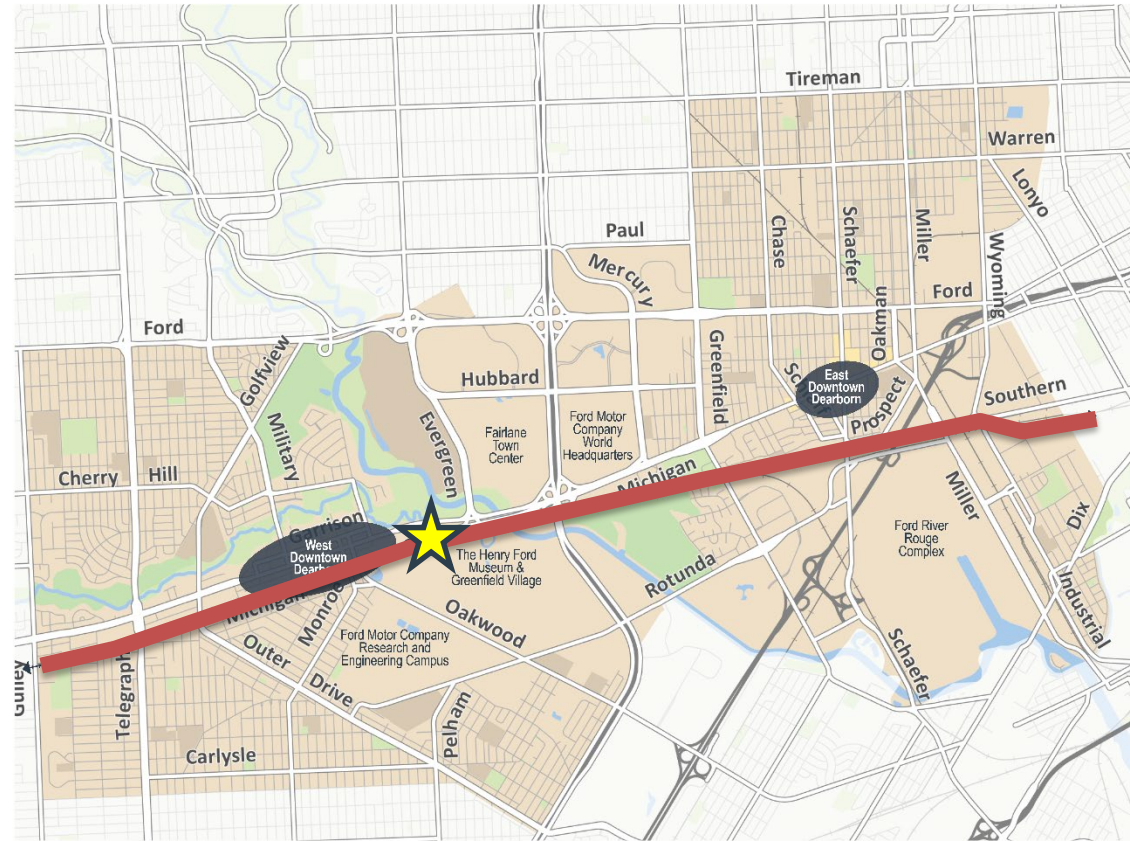 Tireman
Warren
Lonyo
Paul
Chase
Schaefer
Miller
Wyoming
Mercury
Oakman
Ford
Ford
Golfview
Greenfield
Hubbard
East
Downtown
Dearborn
Prospect
Southern
Military
Evergreen
Fairlane
Town
Center
Ford Motor
Company
World
Headquarters
Michigan
Cherry Hill
Garrison
West
Downtown
Miller
Dix
Ford River
Rouge
Complex
The Henry Ford
Museum &
Greenfield Village
Rotunda
Michigan
Monroe
Oakwood
Industrial
Ford Motor Company
Research and
Engineering Campus
Outer
Drive
Schaefer
Gulley
Telegraph
Pelham
Carlysle